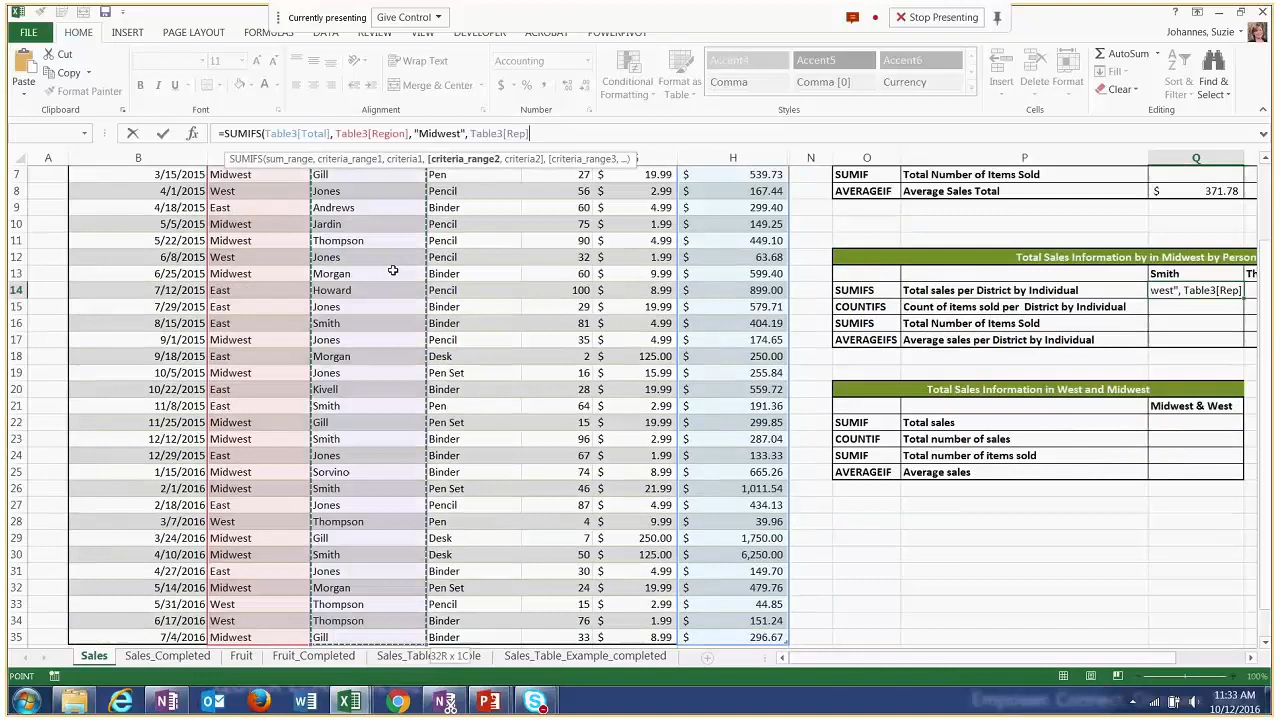 Currently presenting Give Control Stop Presenting
FILE HOME INSERT PAGE LAYOUT FORMULAS DATA REVIEW VIEW DEVELOPER ACROBAT POWERPIVOT Johannes, Suzie
Cut Wrap Text Accounting Accent4 Accent5 Accent6 AutoSum
Paste Copy 11 Conditional Formatting Format as Table Insert Delete Format Fill Sort & Filter Find & Select
Format Painter B I U Merge & Center $ % , Comma Comma [0] Currency Clear
Clipboard Font Alignment Number Styles Cells Editing
=SUMIFS(Table3[Total], Table3[Region], "Midwest", Table3[Rep]
SUMIFS(sum_range, criteria_range1, criteria1, [criteria_range2, criteria2], [criteria_range3, ...)
A B H N O P Q
7 3/15/2015 Midwest Gill Pen 27 $ 19.99 $ 539.73 SUMIF Total Number of Items Sold
8 4/1/2015 West Jones Pencil 56 $ 2.99 $ 167.44 AVERAGEIF Average Sales Total $ 371.78
9 4/18/2015 East Andrews Binder 60 $ 4.99 $ 299.40
10 5/5/2015 Midwest Jardin Pencil 75 $ 1.99 $ 149.25
11 5/22/2015 Midwest Thompson Pencil 90 $ 4.99 $ 449.10
12 6/8/2015 West Jones Pencil 32 $ 1.99 $ 63.68 Total Sales Information by in Midwest by Person
13 6/25/2015 Midwest Morgan Binder 60 $ 9.99 $ 599.40 Smith Th
14 7/12/2015 East Howard Pencil 100 $ 8.99 $ 899.00 SUMIFS Total sales per District by Individual west", Table3[Rep]
15 7/29/2015 East Jones Binder 29 $ 19.99 $ 579.71 COUNTIFS Count of items sold per District by Individual
16 8/15/2015 East Smith Binder 81 $ 4.99 $ 404.19 SUMIFS Total Number of Items Sold
17 9/1/2015 Midwest Jones Pencil 35 $ 4.99 $ 174.65 AVERAGEIFS Average sales per District by Individual
18 9/18/2015 East Morgan Desk 2 $ 125.00 $ 250.00
19 10/5/2015 Midwest Jones Pen Set 16 $ 15.99 $ 255.84
20 10/22/2015 East Kivell Binder 28 $ 19.99 $ 559.72 Total Sales Information in West and Midwest
21 11/8/2015 East Smith Pen 64 $ 2.99 $ 191.36 Midwest & West
22 11/25/2015 Midwest Gill Pen Set 15 $ 19.99 $ 299.85 SUMIF Total sales
23 12/12/2015 Midwest Smith Binder 96 $ 2.99 $ 287.04 COUNTIF Total number of sales
24 12/29/2015 East Jones Binder 67 $ 1.99 $ 133.33 SUMIF Total number of items sold
25 1/15/2016 Midwest Sorvino Binder 74 $ 8.99 $ 665.26 AVERAGEIF Average sales
26 2/1/2016 Midwest Smith Pen Set 46 $ 21.99 $ 1,011.54
27 2/18/2016 East Jones Pencil 87 $ 4.99 $ 434.13
28 3/7/2016 West Thompson Pen 4 $ 9.99 $ 39.96
29 3/24/2016 Midwest Gill Desk 7 $ 250.00 $ 1,750.00
30 4/10/2016 Midwest Smith Desk 50 $ 125.00 $ 6,250.00
31 4/27/2016 East Jones Binder 30 $ 4.99 $ 149.70
32 5/14/2016 Midwest Morgan Pen Set 24 $ 19.99 $ 479.76
33 5/31/2016 West Thompson Pencil 15 $ 2.99 $ 44.85
34 6/17/2016 West Thompson Binder 76 $ 1.99 $ 151.24
35 7/4/2016 Midwest Gill Binder 33 $ 8.99 $ 296.67
Sales Sales_Completed Fruit Fruit_Completed Sales_Tab 32R x 1C le Sales_Table_Example_completed
POINT 100%
Empower Connect
11:33 AM
10/12/2016